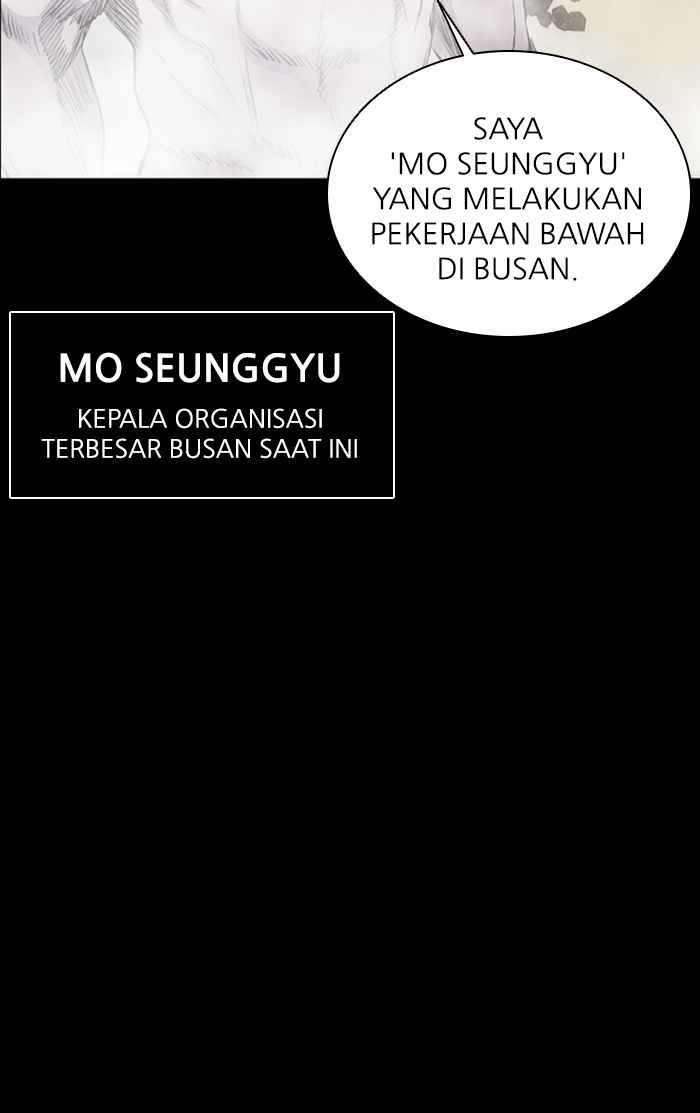 SAYA
'MO SEUNGGYU'
YANG MELAKUKAN
PEKERJAAN BAWAH
DI BUSAN.
MO SEUNGGYU
KEPALA ORGANISASI
TERBESAR BUSAN SAAT INI